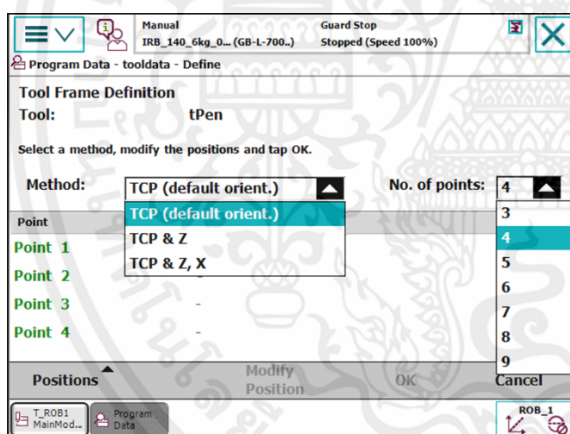 Manual
IRB_140_6kg_0... (GB-L-700..)
Guard Stop
Stopped (Speed 100%)
Program Data - tooldata - Define
Tool Frame Definition
Tool: tPen
Select a method, modify the positions and tap OK.
Method: TCP (default orient.) No. of points: 4
TCP (default orient.)
TCP & Z
TCP & Z, X
3
4
5
6
7
8
9
Point
Point 1
Point 2 -
Point 3 -
Point 4 -
Positions Modify Position OK Cancel
T_ROB1
MainMod...
Program
Data
ROB_1